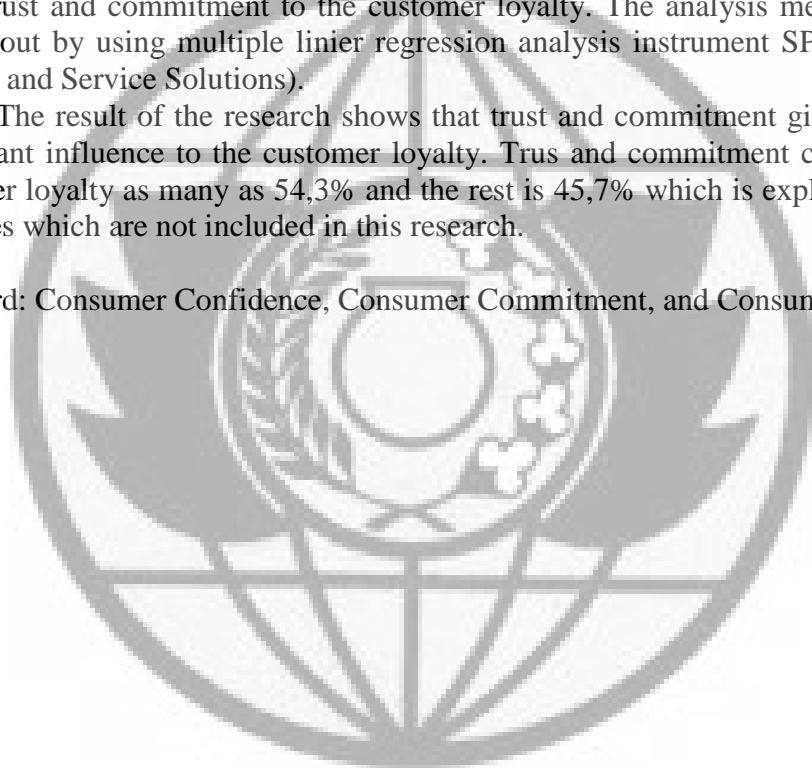 rust and commitment to the customer loyalty. The analysis me
out by using multiple linier regression analysis instrument SP
and Service Solutions).
The result of the research shows that trust and commitment gi
ant influence to the customer loyalty. Trus and commitment c
er loyalty as many as 54,3% and the rest is 45,7% which is expl
es which are not included in this research.
rd: Consumer Confidence, Consumer Commitment, and Consun